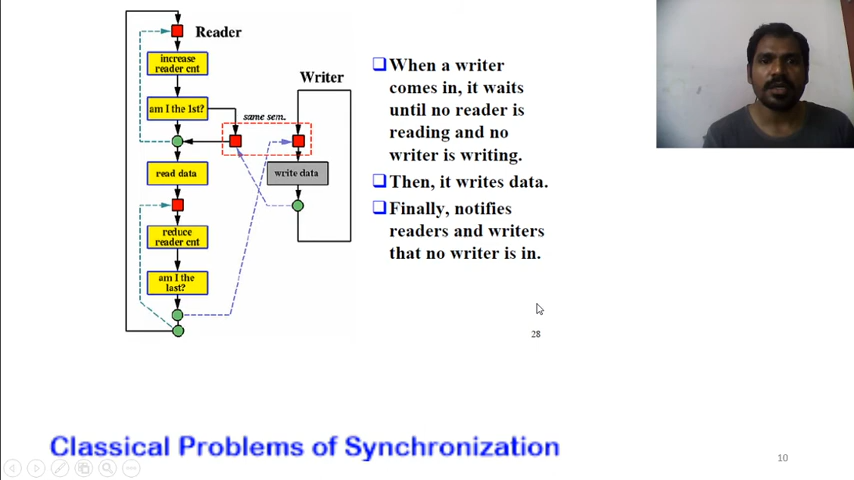 Reader
increase
reader cnt
am I the 1st?
read data
reduce
reader cnt
am I the
last?
Writer
same sem.
write data
❑When a writer
comes in, it waits
until no reader is
reading and no
writer is writing.
❑Then, it writes data.
❑Finally, notifies
readers and writers
that no writer is in.
28
Classical Problems of Synchronization
10